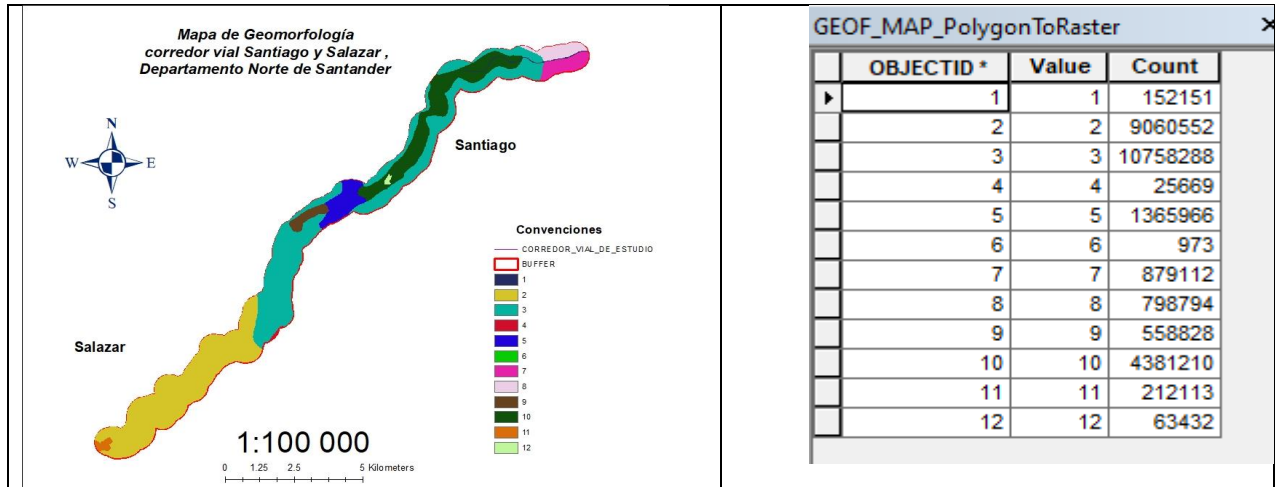 Mapa de Geomorfología
corredor vial Santiago y Salazar ,
Departamento Norte de Santander
N
W E
S
Santiago
Salazar
Convenciones
CORREDOR_VIAL_DE_ESTUDIO
BUFFER
1
2
3
4
5
6
7
8
9
10
11
12
1:100 000
0 1.25 2.5 5 Kilometers
GEOF_MAP_PolygonToRaster ×
OBJECTID * Value Count
1 1 152151
2 2 9060552
3 3 10758288
4 4 25669
5 5 1365966
6 6 973
7 7 879112
8 8 798794
9 9 558828
10 10 4381210
11 11 212113
12 12 63432